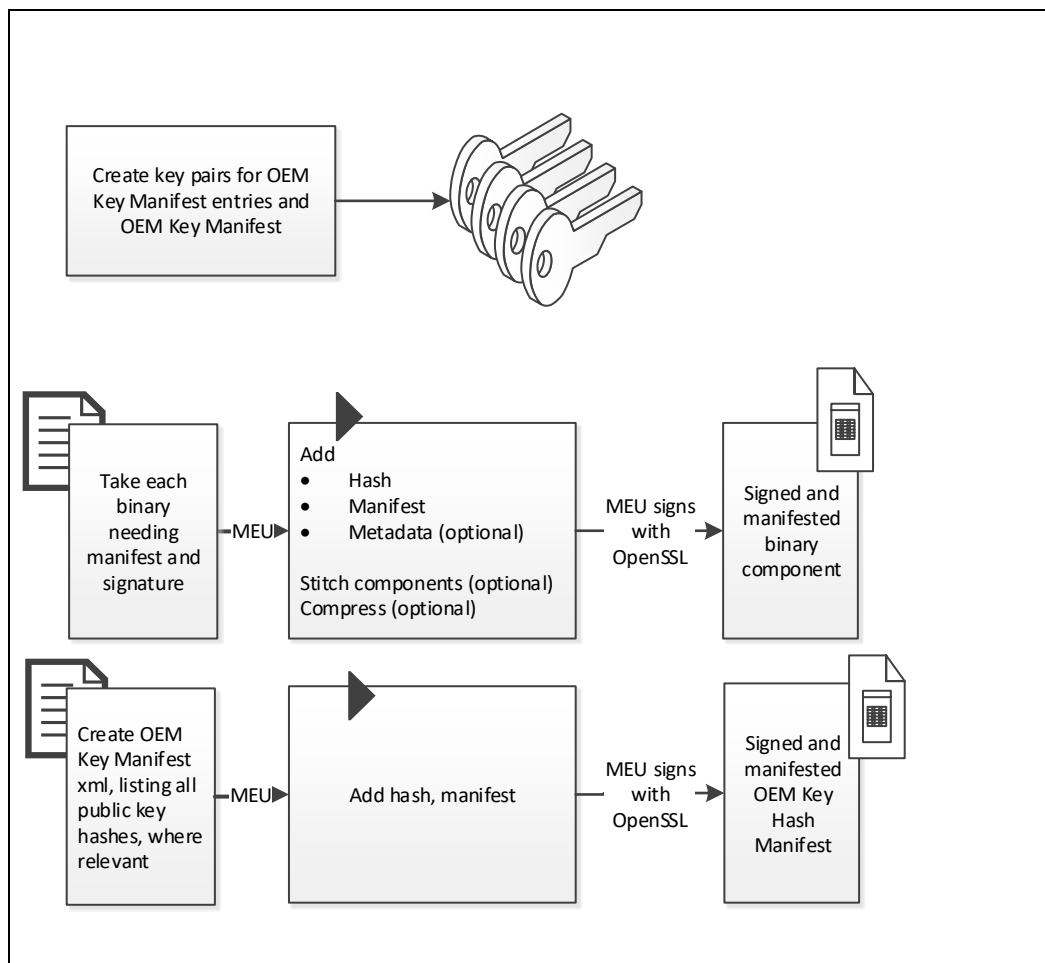 Create key pairs for OEM
Key Manifest entries and
OEM Key Manifest
Take each
binary
needing
manifest and
signature
MEU
Add
• Hash
• Manifest
• Metadata (optional)
Stitch components (optional)
Compress (optional)
MEU signs
with
OpenSSL
Signed and
manifested
binary
component
Create OEM
Key Manifest
xml, listing all
public key
hashes, where
relevant
MEU
Add hash, manifest
MEU signs
with
OpenSSL
Signed and
manifested
OEM Key
Hash
Manifest